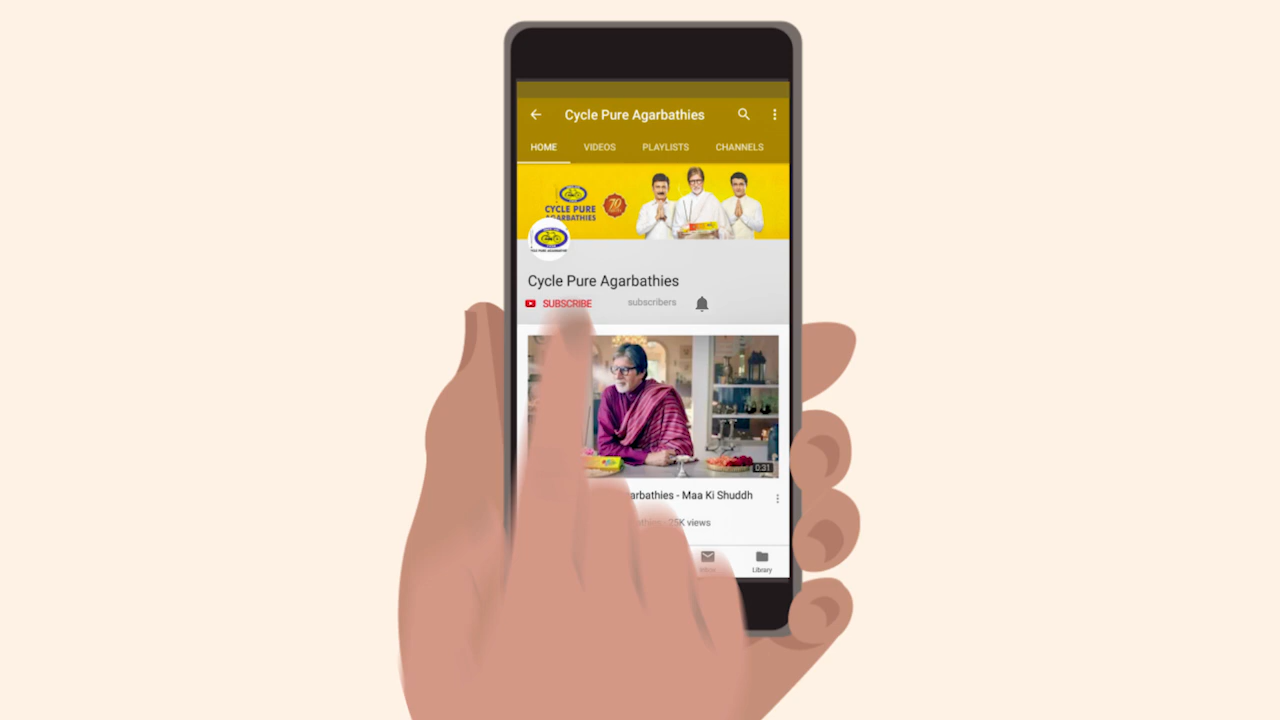 Cycle Pure Agarbathies
HOME VIDEOS PLAYLISTS CHANNELS
CYCLE PURE
AGARBATHIES
70
Cycle Pure Agarbathies
SUBSCRIBE subscribers
0:31
arbathies - Maa Ki Shuddh
25K views
Library